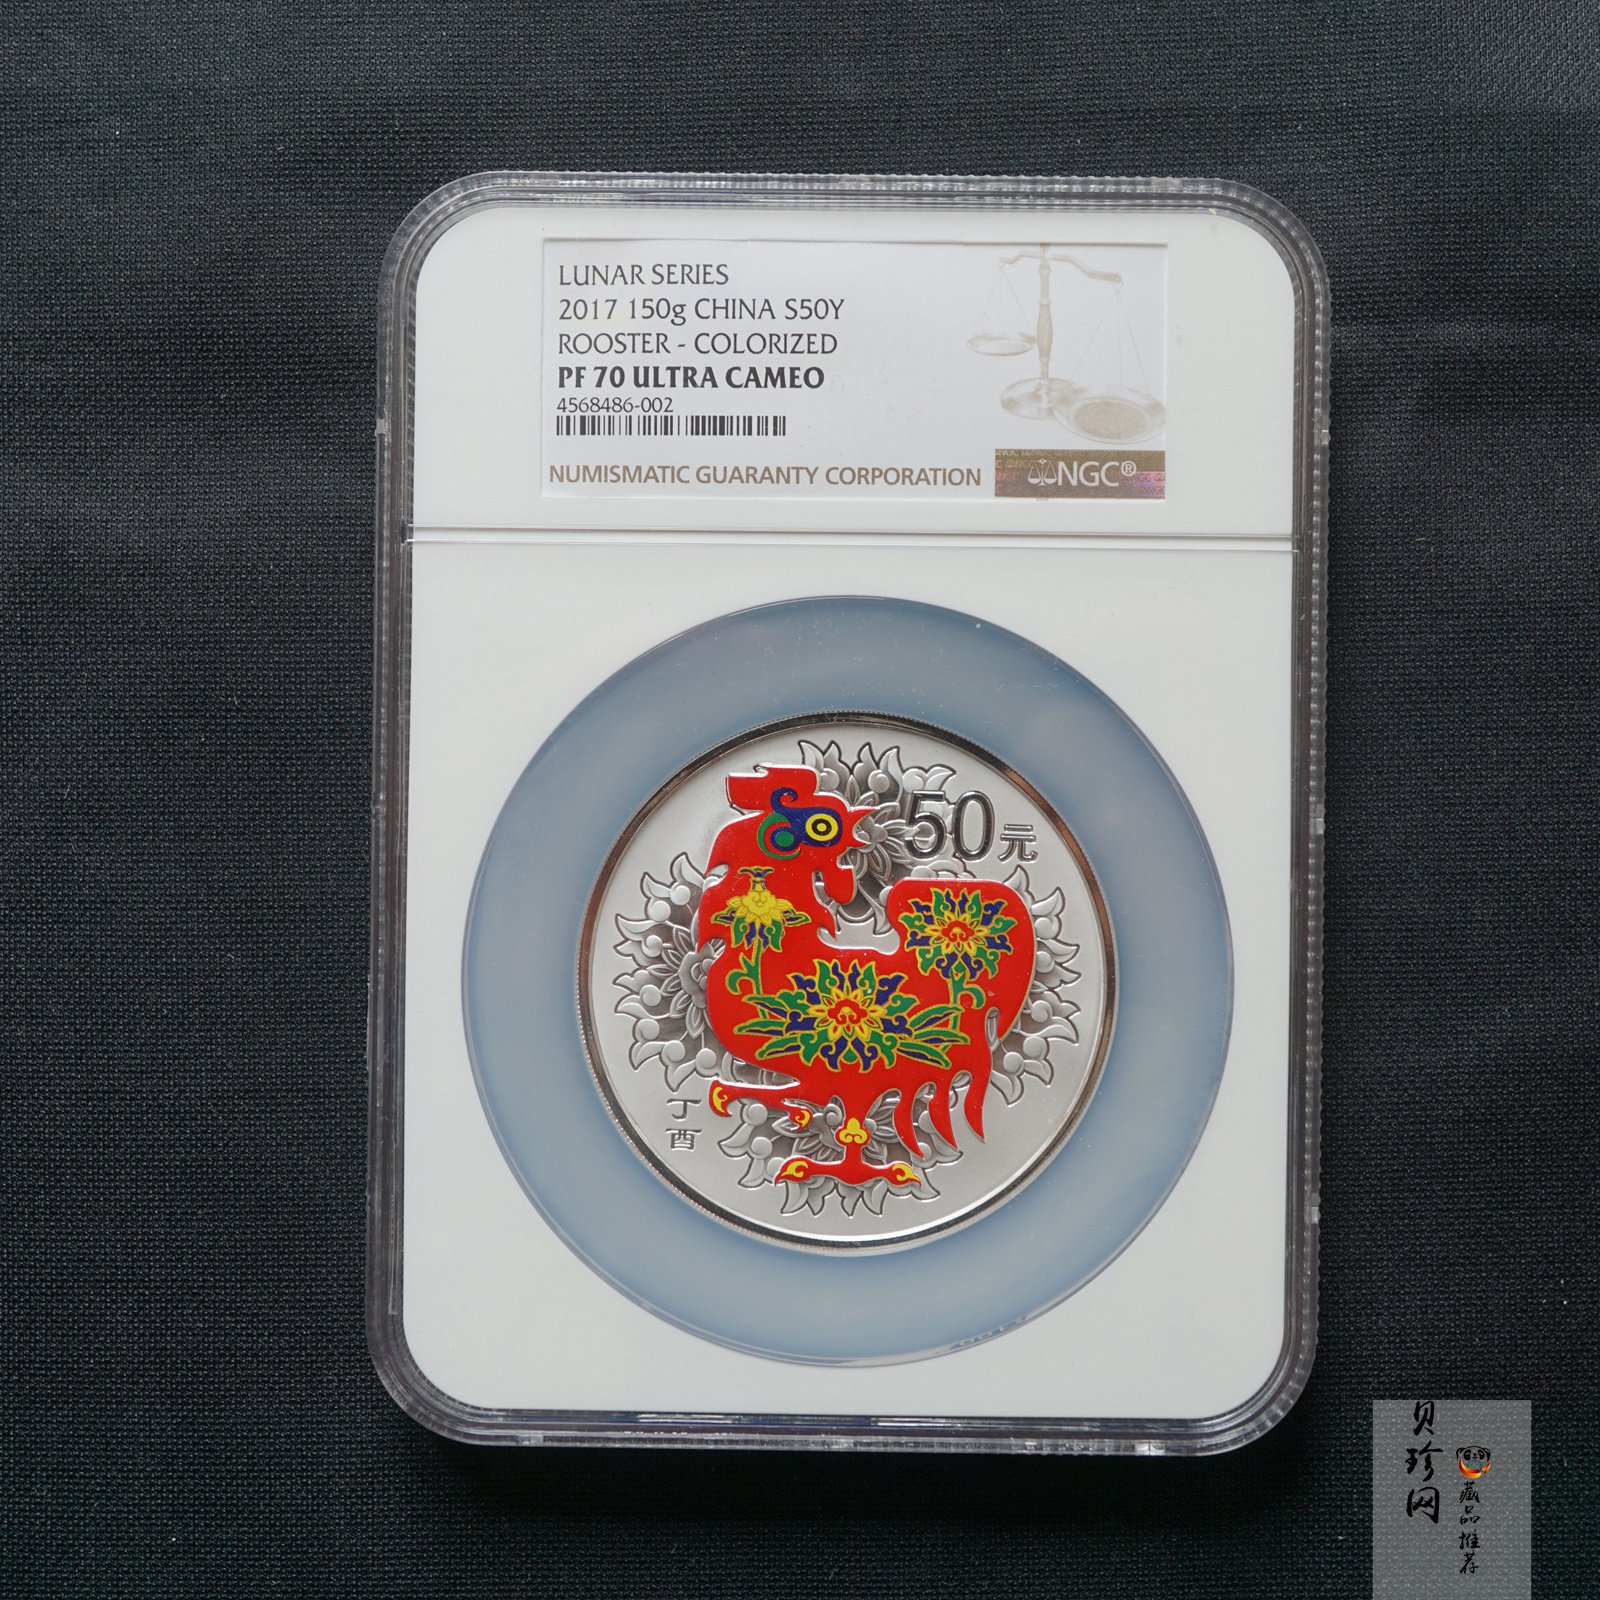 LUNAR SERIES
2017 150g CHINA S50Y
ROOSTER - COLORIZED
PF 70 ULTRA CAMEO
4568486-002
NUMISMATIC GUARANTY CORPORATION
NGC®
50元
丁
酉
贝珍网
藏品推荐